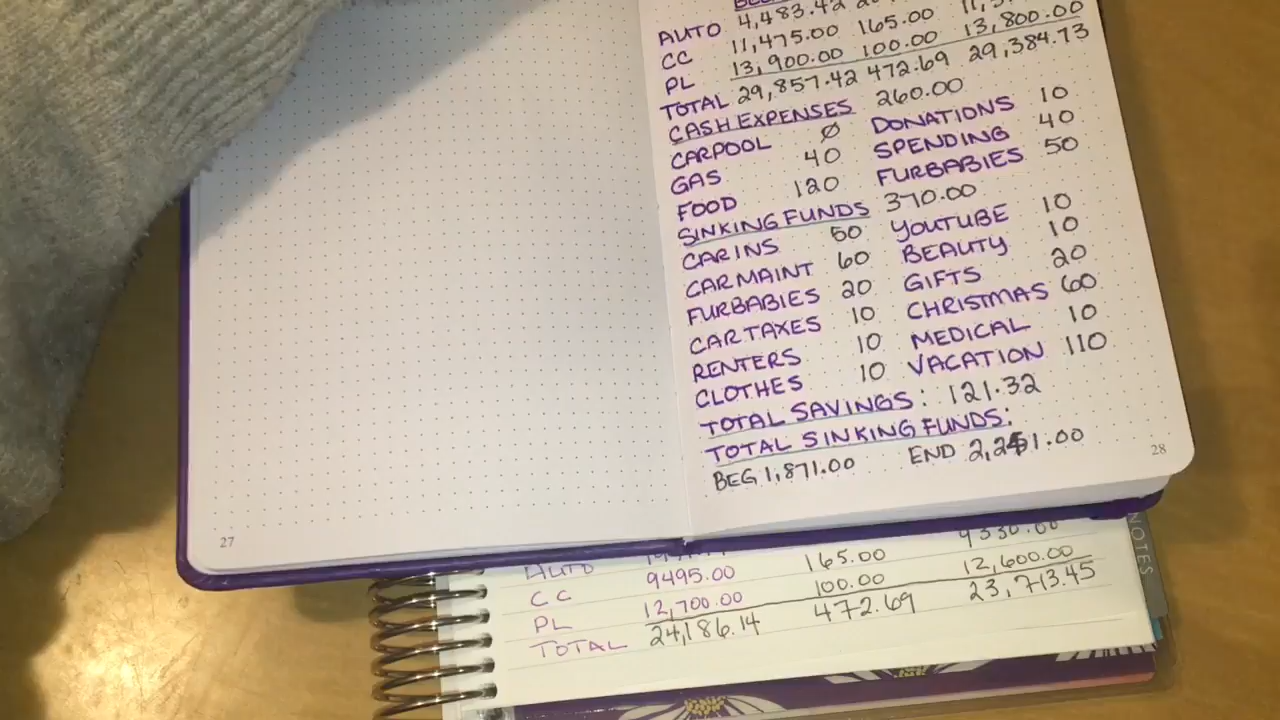 AUTO 4,483.42
CC 11,475.00 165.00
PL 13,900.00 100.00 13,800.00
TOTAL 29,857.42 472.69 29,384.73
CASH EXPENSES 260.00
CARPOOL Ø DONATIONS 10
GAS 40 SPENDING 40
FOOD 120 FURBABIES 50
SINKING FUNDS 370.00
CAR INS 50 YOUTUBE 10
CAR MAINT 60 BEAUTY 10
FURBABIES 20 GIFTS 20
CAR TAXES 10 CHRISTMAS 60
RENTERS 10 MEDICAL 10
CLOTHES 10 VACATION 110
TOTAL SAVINGS: 121.32
TOTAL SINKING FUNDS:
BEG 1,871.00 END 2,241.00
27
28
NOTES
AUTO
CC 9495.00 165.00 9330.00
PL 12,700.00 100.00 12,600.00
TOTAL 24,186.14 472.69 23,713.45